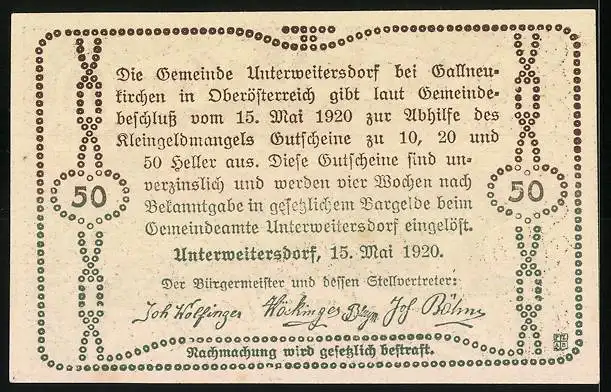 Die Gemeinde Unterweitersdorf bei Gallneu-
kirchen in Oberösterreich gibt laut Gemeinde-
beschluß vom 15. Mai 1920 zur Abhilfe des
Kleingeldmangels Gutscheine zu 10, 20 und
50 Heller aus. Diese Gutscheine sind un-
verzinslich und werden vier Wochen nach
Bekanntgabe in gesetzlichem Bargelde beim
Gemeindeamte Unterweitersdorf eingelöst.
50
50
Unterweitersdorf, 15. Mai 1920.
Der Bürgermeister und dessen Stellvertreter:
Joh Wolfinger Höckinger Jos Böhm
Nachmachung wird gesetzlich bestraft.